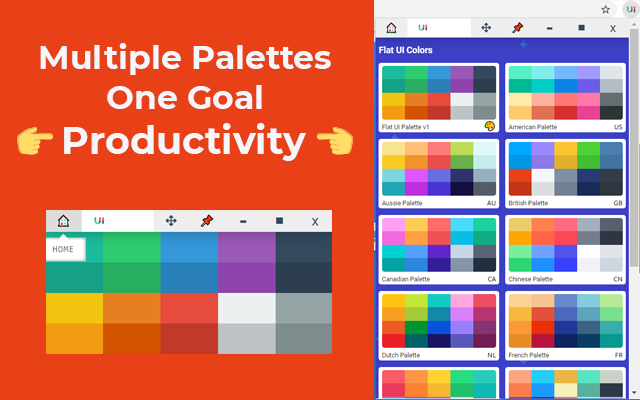 Multiple Palettes
One Goal
Productivity
UI
X
HOME
UI
UI
X
Flat UI Colors
Flat UI Palette v1
American Palette US
Aussie Palette AU
British Palette GB
Canadian Palette CA
Chinese Palette CN
Dutch Palette NL
French Palette FR